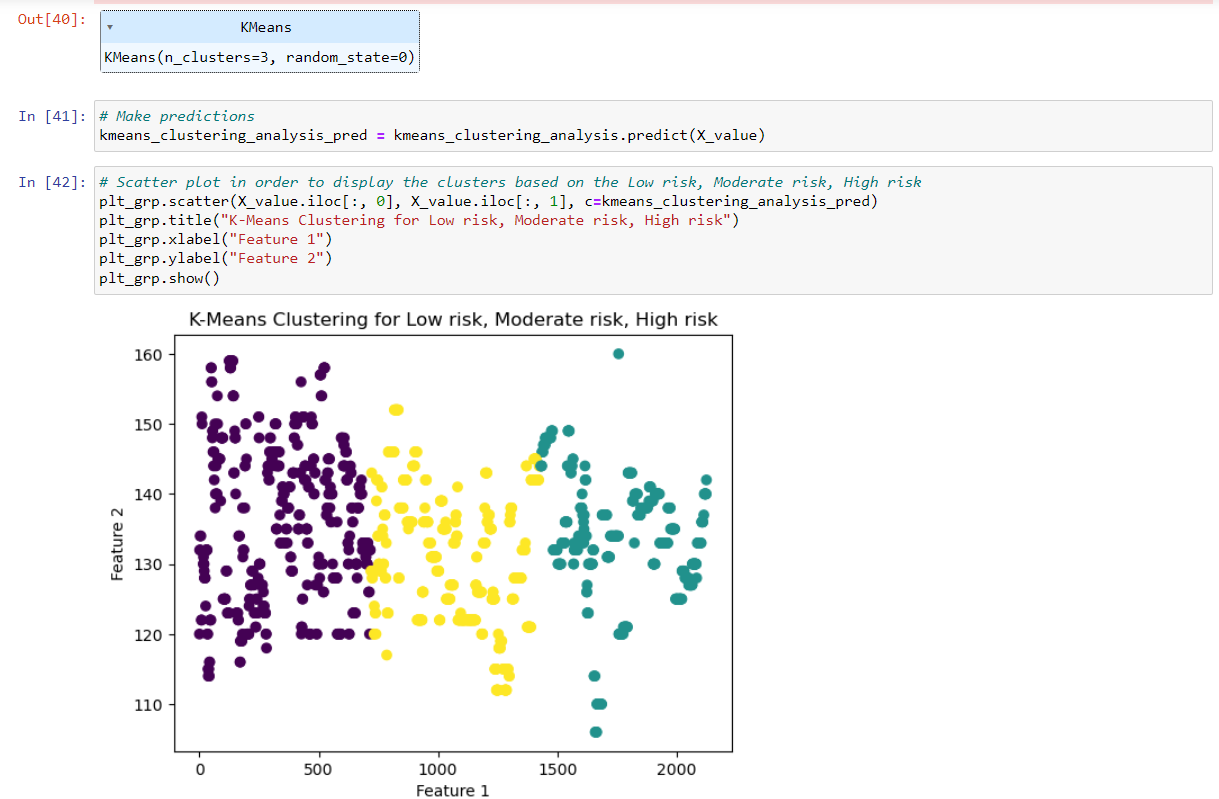 Out[40]:
KMeans
KMeans(n_clusters=3, random_state=0)
In [41]:
# Make predictions
kmeans_clustering_analysis_pred = kmeans_clustering_analysis.predict(X_value)
In [42]:
# Scatter plot in order to display the clusters based on the Low risk, Moderate risk, High risk
plt_grp.scatter(X_value.iloc[:, 0], X_value.iloc[:, 1], c=kmeans_clustering_analysis_pred)
plt_grp.title("K-Means Clustering for Low risk, Moderate risk, High risk")
plt_grp.xlabel("Feature 1")
plt_grp.ylabel("Feature 2")
plt_grp.show()
K-Means Clustering for Low risk, Moderate risk, High risk
160
150
140
130
120
110
Feature 2
0 500 1000 1500 2000
Feature 1